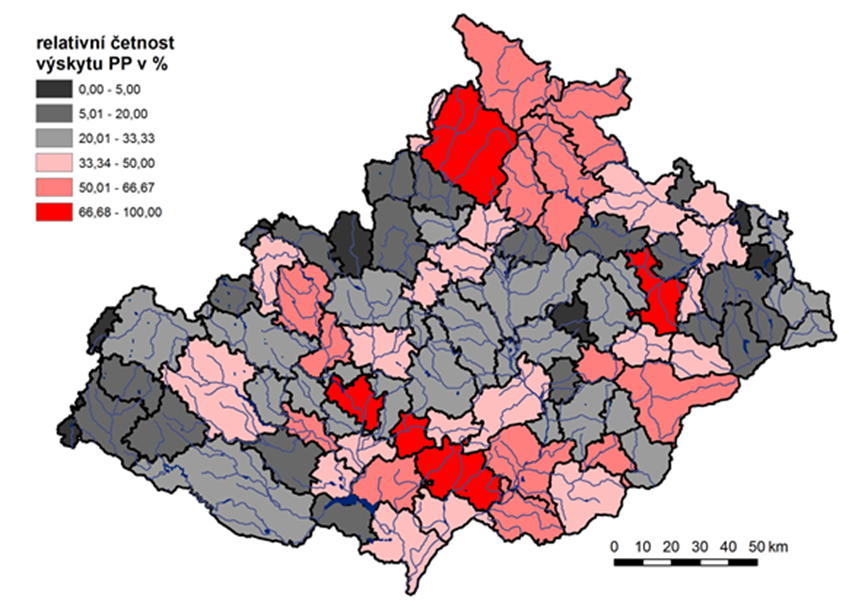 relativní četnost
výskytu PP v %
0,00 - 5,00
5,01 - 20,00
20,01 - 33,33
33,34 - 50,00
50,01 - 66,67
66,68 - 100,00
0 10 20 30 40 50 km